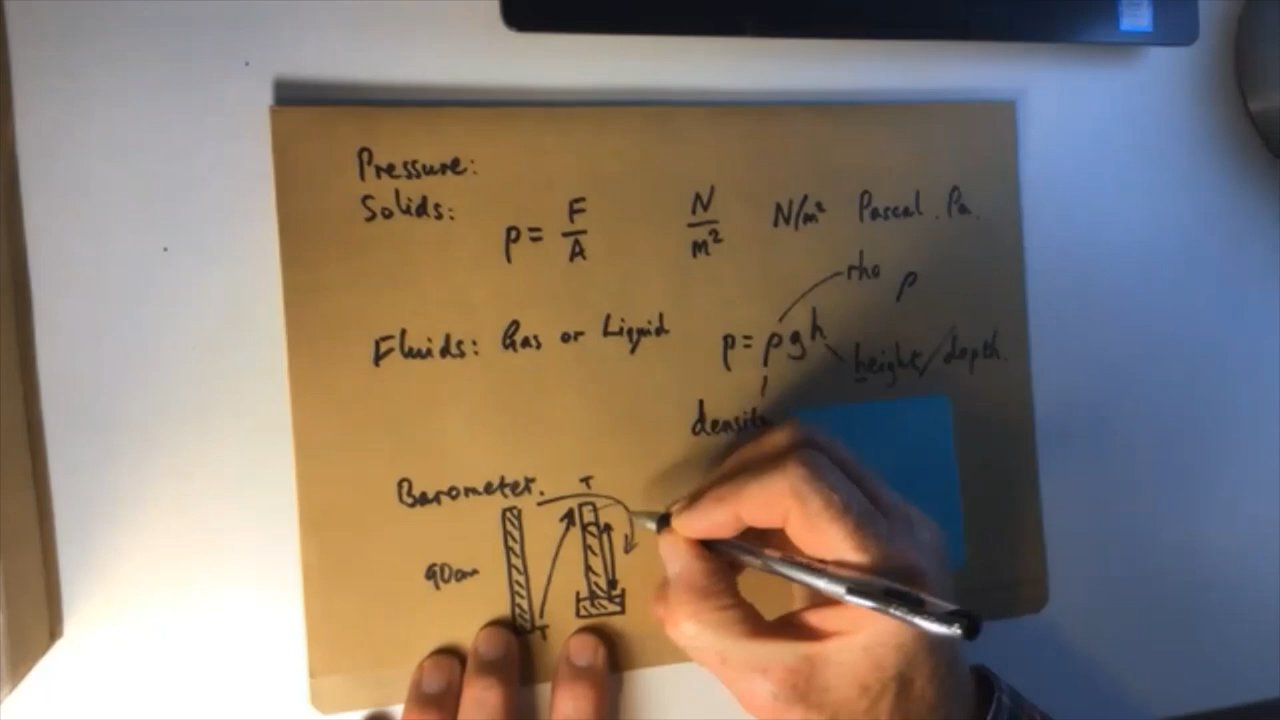 Pressure:
Solids: p = F/A N/m² N/m² Pascal. Pa.
rho ρ
Fluids: Gas or Liquid p = ρgh
height/depth.
density
Barometer. T
90cm
T